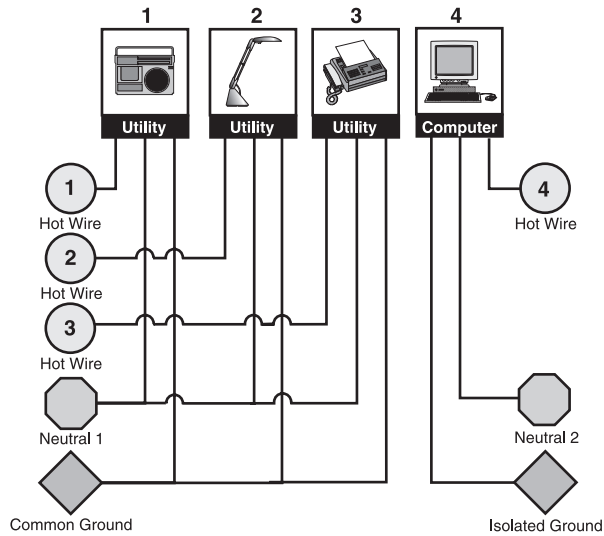 1 2 3 4
Utility Utility Utility Computer
1
Hot Wire
4
Hot Wire
2
Hot Wire
3
Hot Wire
Neutral 1
Neutral 2
Common Ground
Isolated Ground